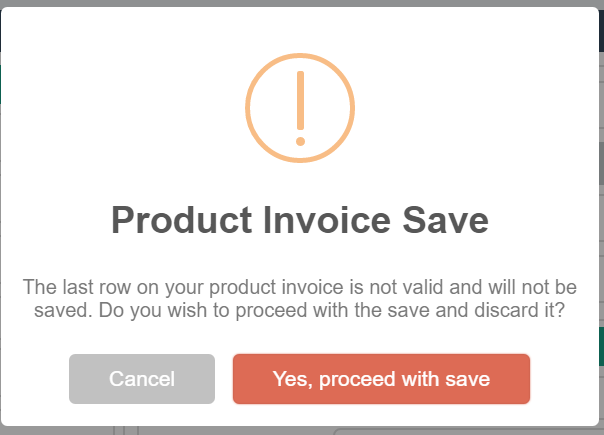 Product Invoice Save
The last row on your product invoice is not valid and will not be
saved. Do you wish to proceed with the save and discard it?
Cancel
Yes, proceed with save